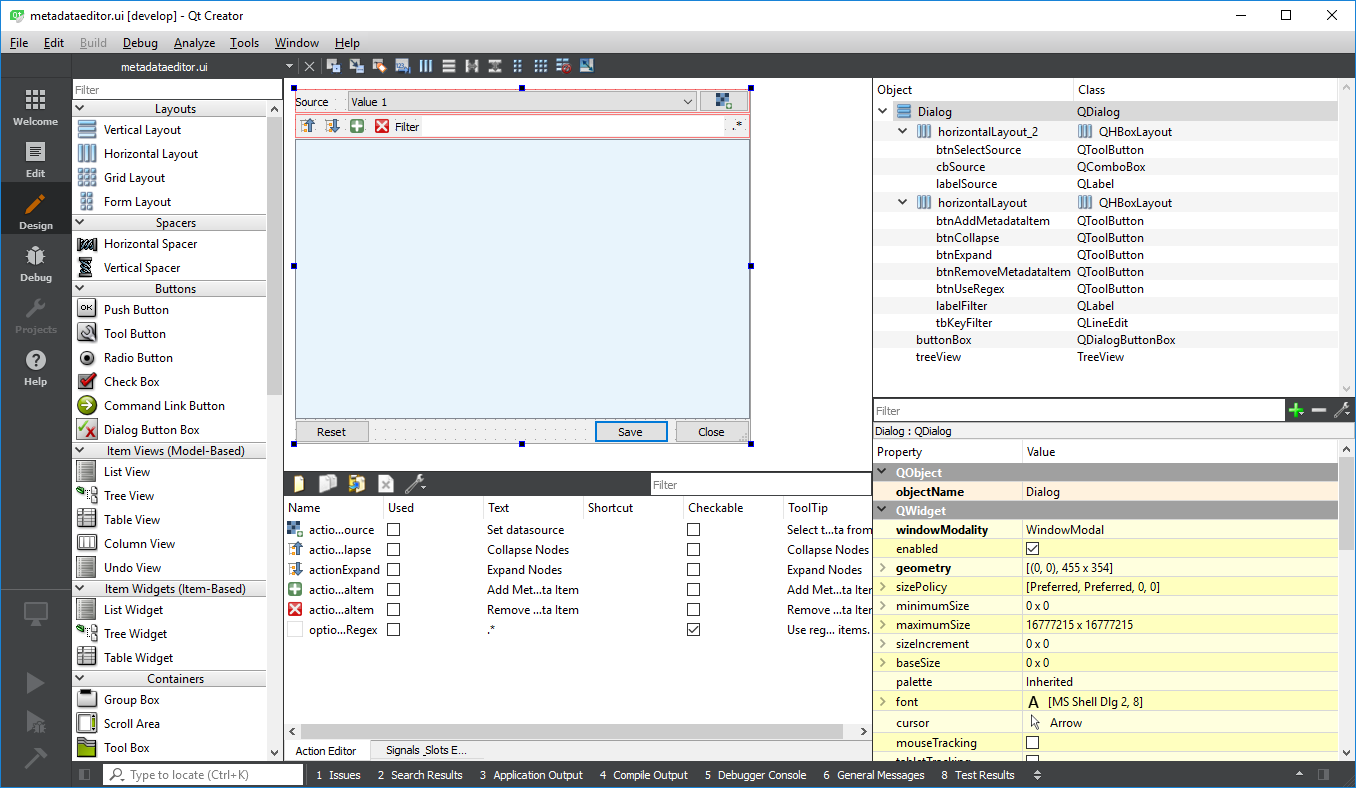 metadataeditor.ui [develop] - Qt Creator
File Edit Build Debug Analyze Tools Window Help
metadataeditor.ui
Welcome
Edit
Design
Debug
Projects
Help
Filter
Layouts
Vertical Layout
Horizontal Layout
Grid Layout
Form Layout
Spacers
Horizontal Spacer
Vertical Spacer
Buttons
OK Push Button
Tool Button
Radio Button
Check Box
Command Link Button
Dialog Button Box
Item Views (Model-Based)
List View
Tree View
Table View
Column View
Undo View
Item Widgets (Item-Based)
List Widget
Tree Widget
Table Widget
Containers
Group Box
Scroll Area
Tool Box
Source Value 1
Filter .*
Reset Save Close
Filter
Name Used Text Shortcut Checkable ToolTip
actio...ource Set datasource Select t...ta from
actio...lapse Collapse Nodes Collapse Nodes
actionExpand Expand Nodes Expand Nodes
actio...aItem Add Met...ta Item Add Met...ta Item
actio...aItem Remove ...ta Item Remove ...ta Item
optio...Regex .* Use reg... items.
Action Editor Signals _Slots E...
Object Class
Dialog QDialog
horizontalLayout_2 QHBoxLayout
btnSelectSource QToolButton
cbSource QComboBox
labelSource QLabel
horizontalLayout QHBoxLayout
btnAddMetadataItem QToolButton
btnCollapse QToolButton
btnExpand QToolButton
btnRemoveMetadataItem QToolButton
btnUseRegex QToolButton
labelFilter QLabel
tbKeyFilter QLineEdit
buttonBox QDialogButtonBox
treeView TreeView
Filter
Dialog : QDialog
Property Value
QObject
objectName Dialog
QWidget
windowModality WindowModal
enabled
geometry [(0, 0), 455 x 354]
sizePolicy [Preferred, Preferred, 0, 0]
minimumSize 0 x 0
maximumSize 16777215 x 16777215
sizeIncrement 0 x 0
baseSize 0 x 0
palette Inherited
font A [MS Shell Dlg 2, 8]
cursor Arrow
mouseTracking
tabletTracking
Type to locate (Ctrl+K) 1 Issues 2 Search Results 3 Application Output 4 Compile Output 5 Debugger Console 6 General Messages 8 Test Results